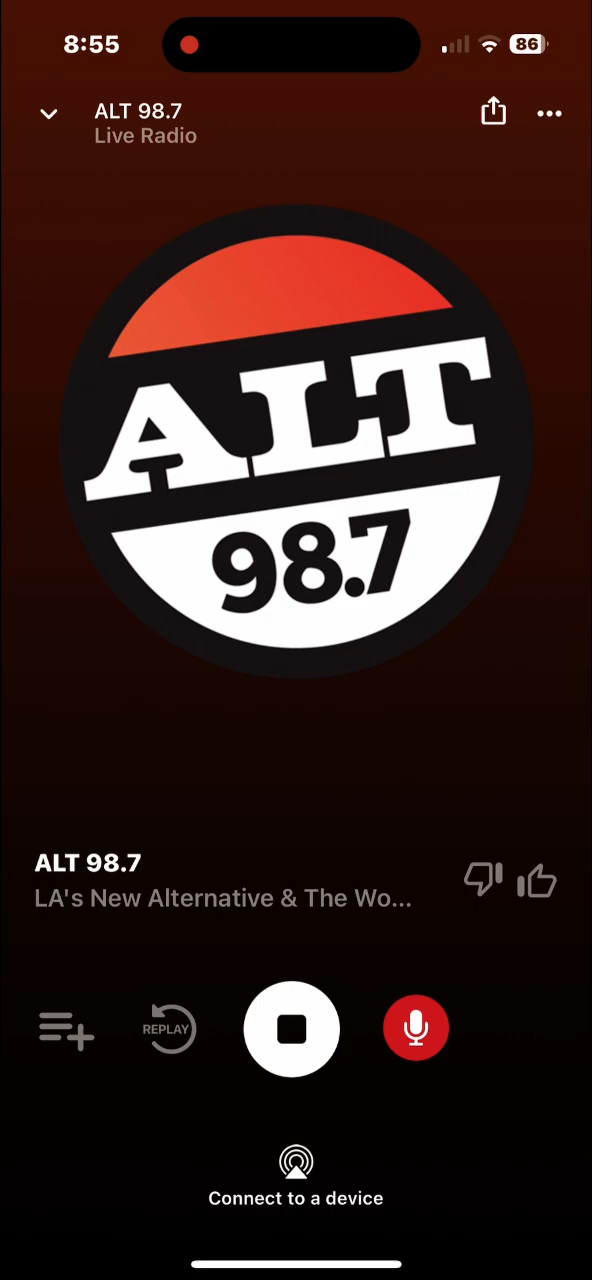 8:55
86
ALT 98.7
Live Radio
ALT
98.7
ALT 98.7
LA's New Alternative & The Wo...
REPLAY
Connect to a device